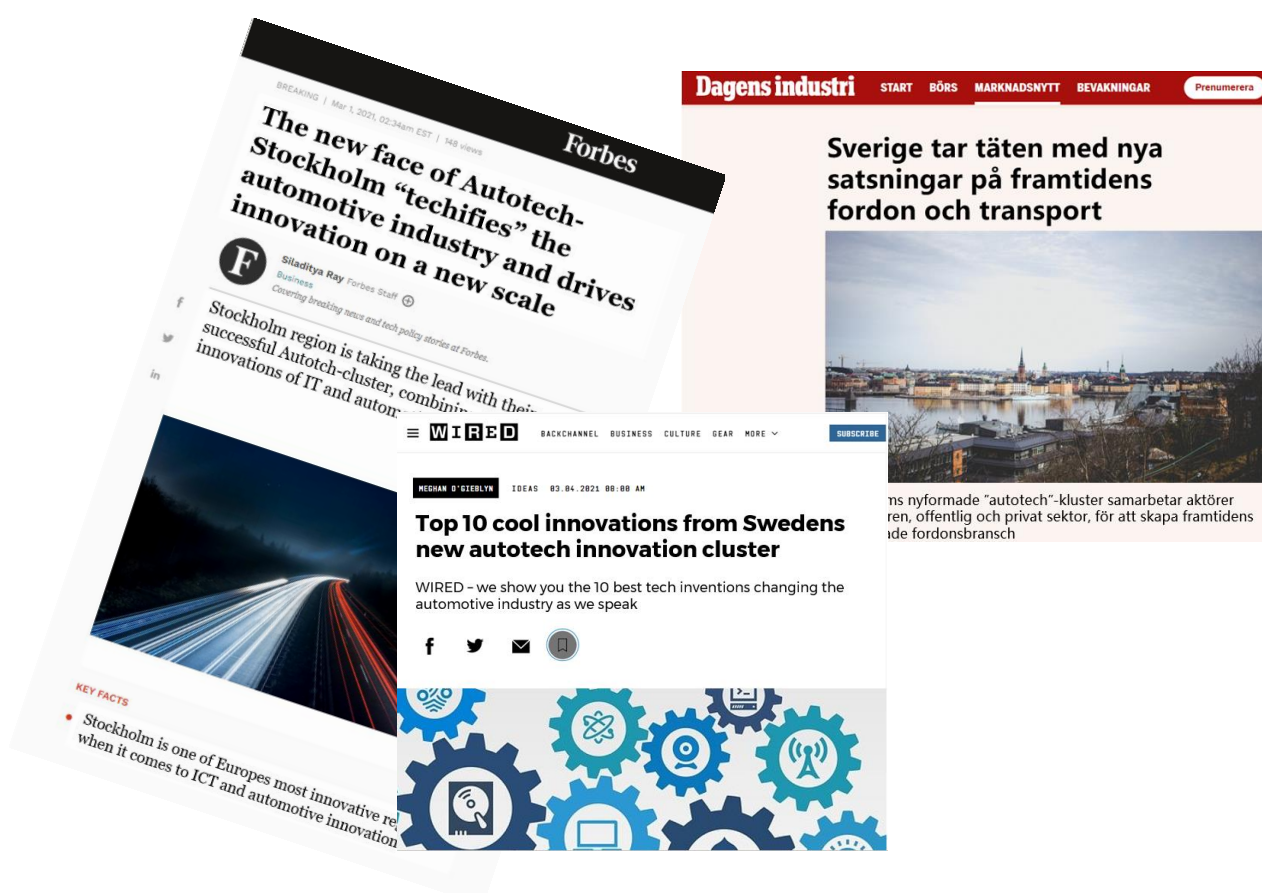 BREAKING | Mar 1, 2021, 02:34am EST | 148 views
Forbes
The new face of Autotech-
Stockholm “techifies” the
automotive industry and drives
innovation on a new scale
F
Siladitya Ray Forbes Staff
Business
Covering breaking news and tech policy stories at Forbes.
Stockholm region is taking the lead with their
successful Autotch-cluster, combining
innovations of IT and autom
KEY FACTS
Stockholm is one of Europes most innovative re
when it comes to ICT and automotive innovation
Dagens industri START BÖRS MARKNADSNYTT BEVAKNINGAR Prenumerera
Sverige tar täten med nya
satsningar på framtidens
fordon och transport
ms nyformade ”autotech”-kluster samarbetar aktörer
ren, offentlig och privat sektor, för att skapa framtidens
de fordonsbransch
WIRED BACKCHANNEL BUSINESS CULTURE GEAR MORE SUBSCRIBE
MEGHAN O'GIEBLYN IDEAS 03.04.2021 08:00 AM
Top 10 cool innovations from Swedens
new autotech innovation cluster
WIRED – we show you the 10 best tech inventions changing the
automotive industry as we speak